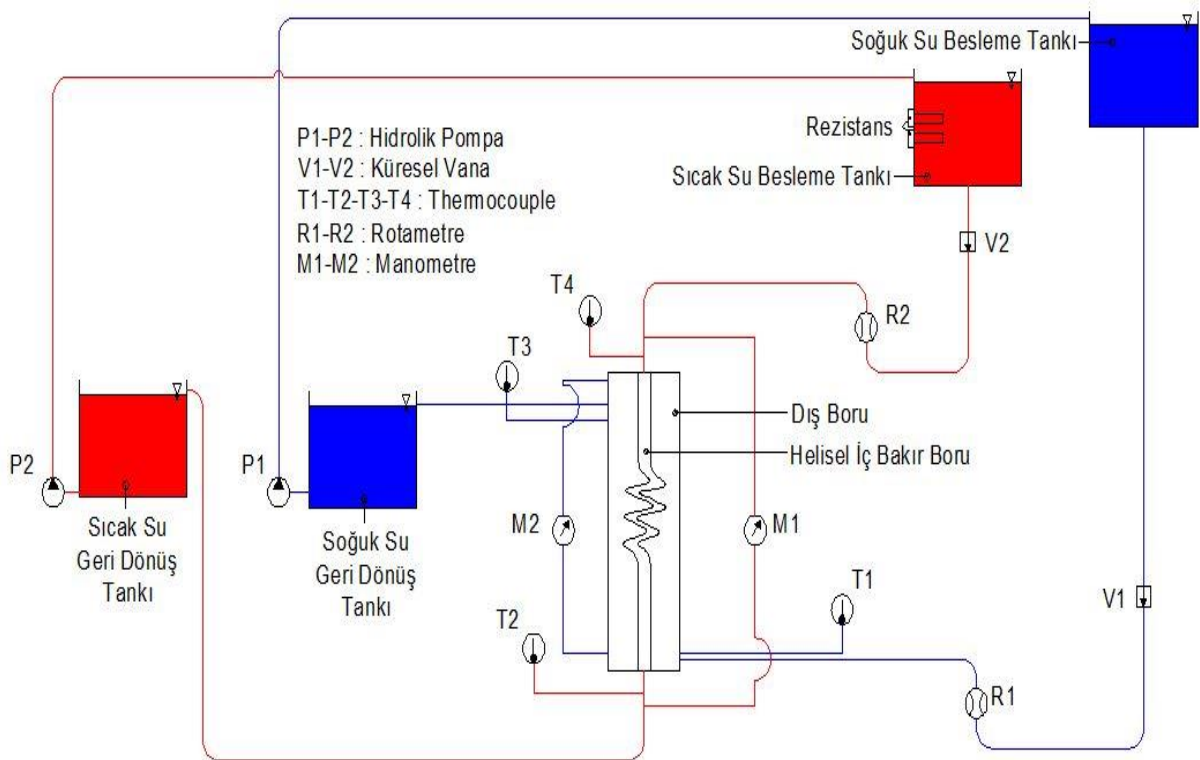 Soğuk Su Besleme Tankı
Rezistans
Sıcak Su Besleme Tankı
P1-P2 : Hidrolik Pompa
V1-V2 : Küresel Vana
T1-T2-T3-T4 : Thermocouple
R1-R2 : Rotametre
M1-M2 : Manometre
V2
T4
R2
T3
Dış Boru
Helisel İç Bakır Boru
P2
P1
M2
M1
Sıcak Su
Geri Dönüş
Tankı
Soğuk Su
Geri Dönüş
Tankı
T1
V1
T2
R1